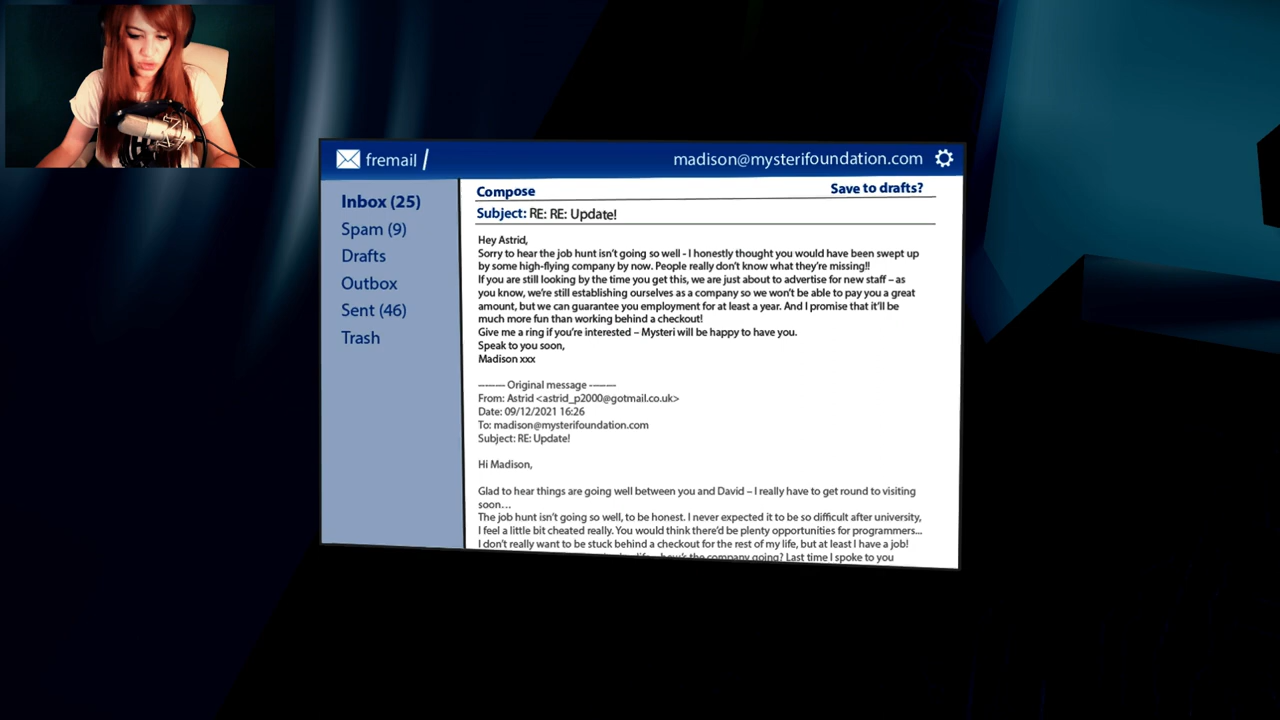 fremail /
madison@mysterifoundation.com
Inbox (25)
Spam (9)
Drafts
Outbox
Sent (46)
Trash
Compose
Save to drafts?
Subject: RE: RE: Update!
Hey Astrid,
Sorry to hear the job hunt isn't going so well - I honestly thought you would have been swept up
by some high-flying company by now. People really don't know what they're missing!!
If you are still looking by the time you get this, we are just about to advertise for new staff – as
you know, we're still establishing ourselves as a company so we won't be able to pay you a great
amount, but we can guarantee you employment for at least a year. And I promise that it'll be
much more fun than working behind a checkout!
Give me a ring if you're interested – Mysteri will be happy to have you.
Speak to you soon,
Madison xxx
-------- Original message --------
From: Astrid <astrid_p2000@gotmail.co.uk>
Date: 09/12/2021 16:26
To: madison@mysterifoundation.com
Subject: RE: Update!
Hi Madison,
Glad to hear things are going well between you and David – I really have to get round to visiting
soon…
The job hunt isn't going so well, to be honest. I never expected it to be so difficult after university,
I feel a little bit cheated really. You would think there'd be plenty opportunities for programmers...
I don't really want to be stuck behind a checkout for the rest of my life, but at least I have a job!
how's the company going? Last time I spoke to you